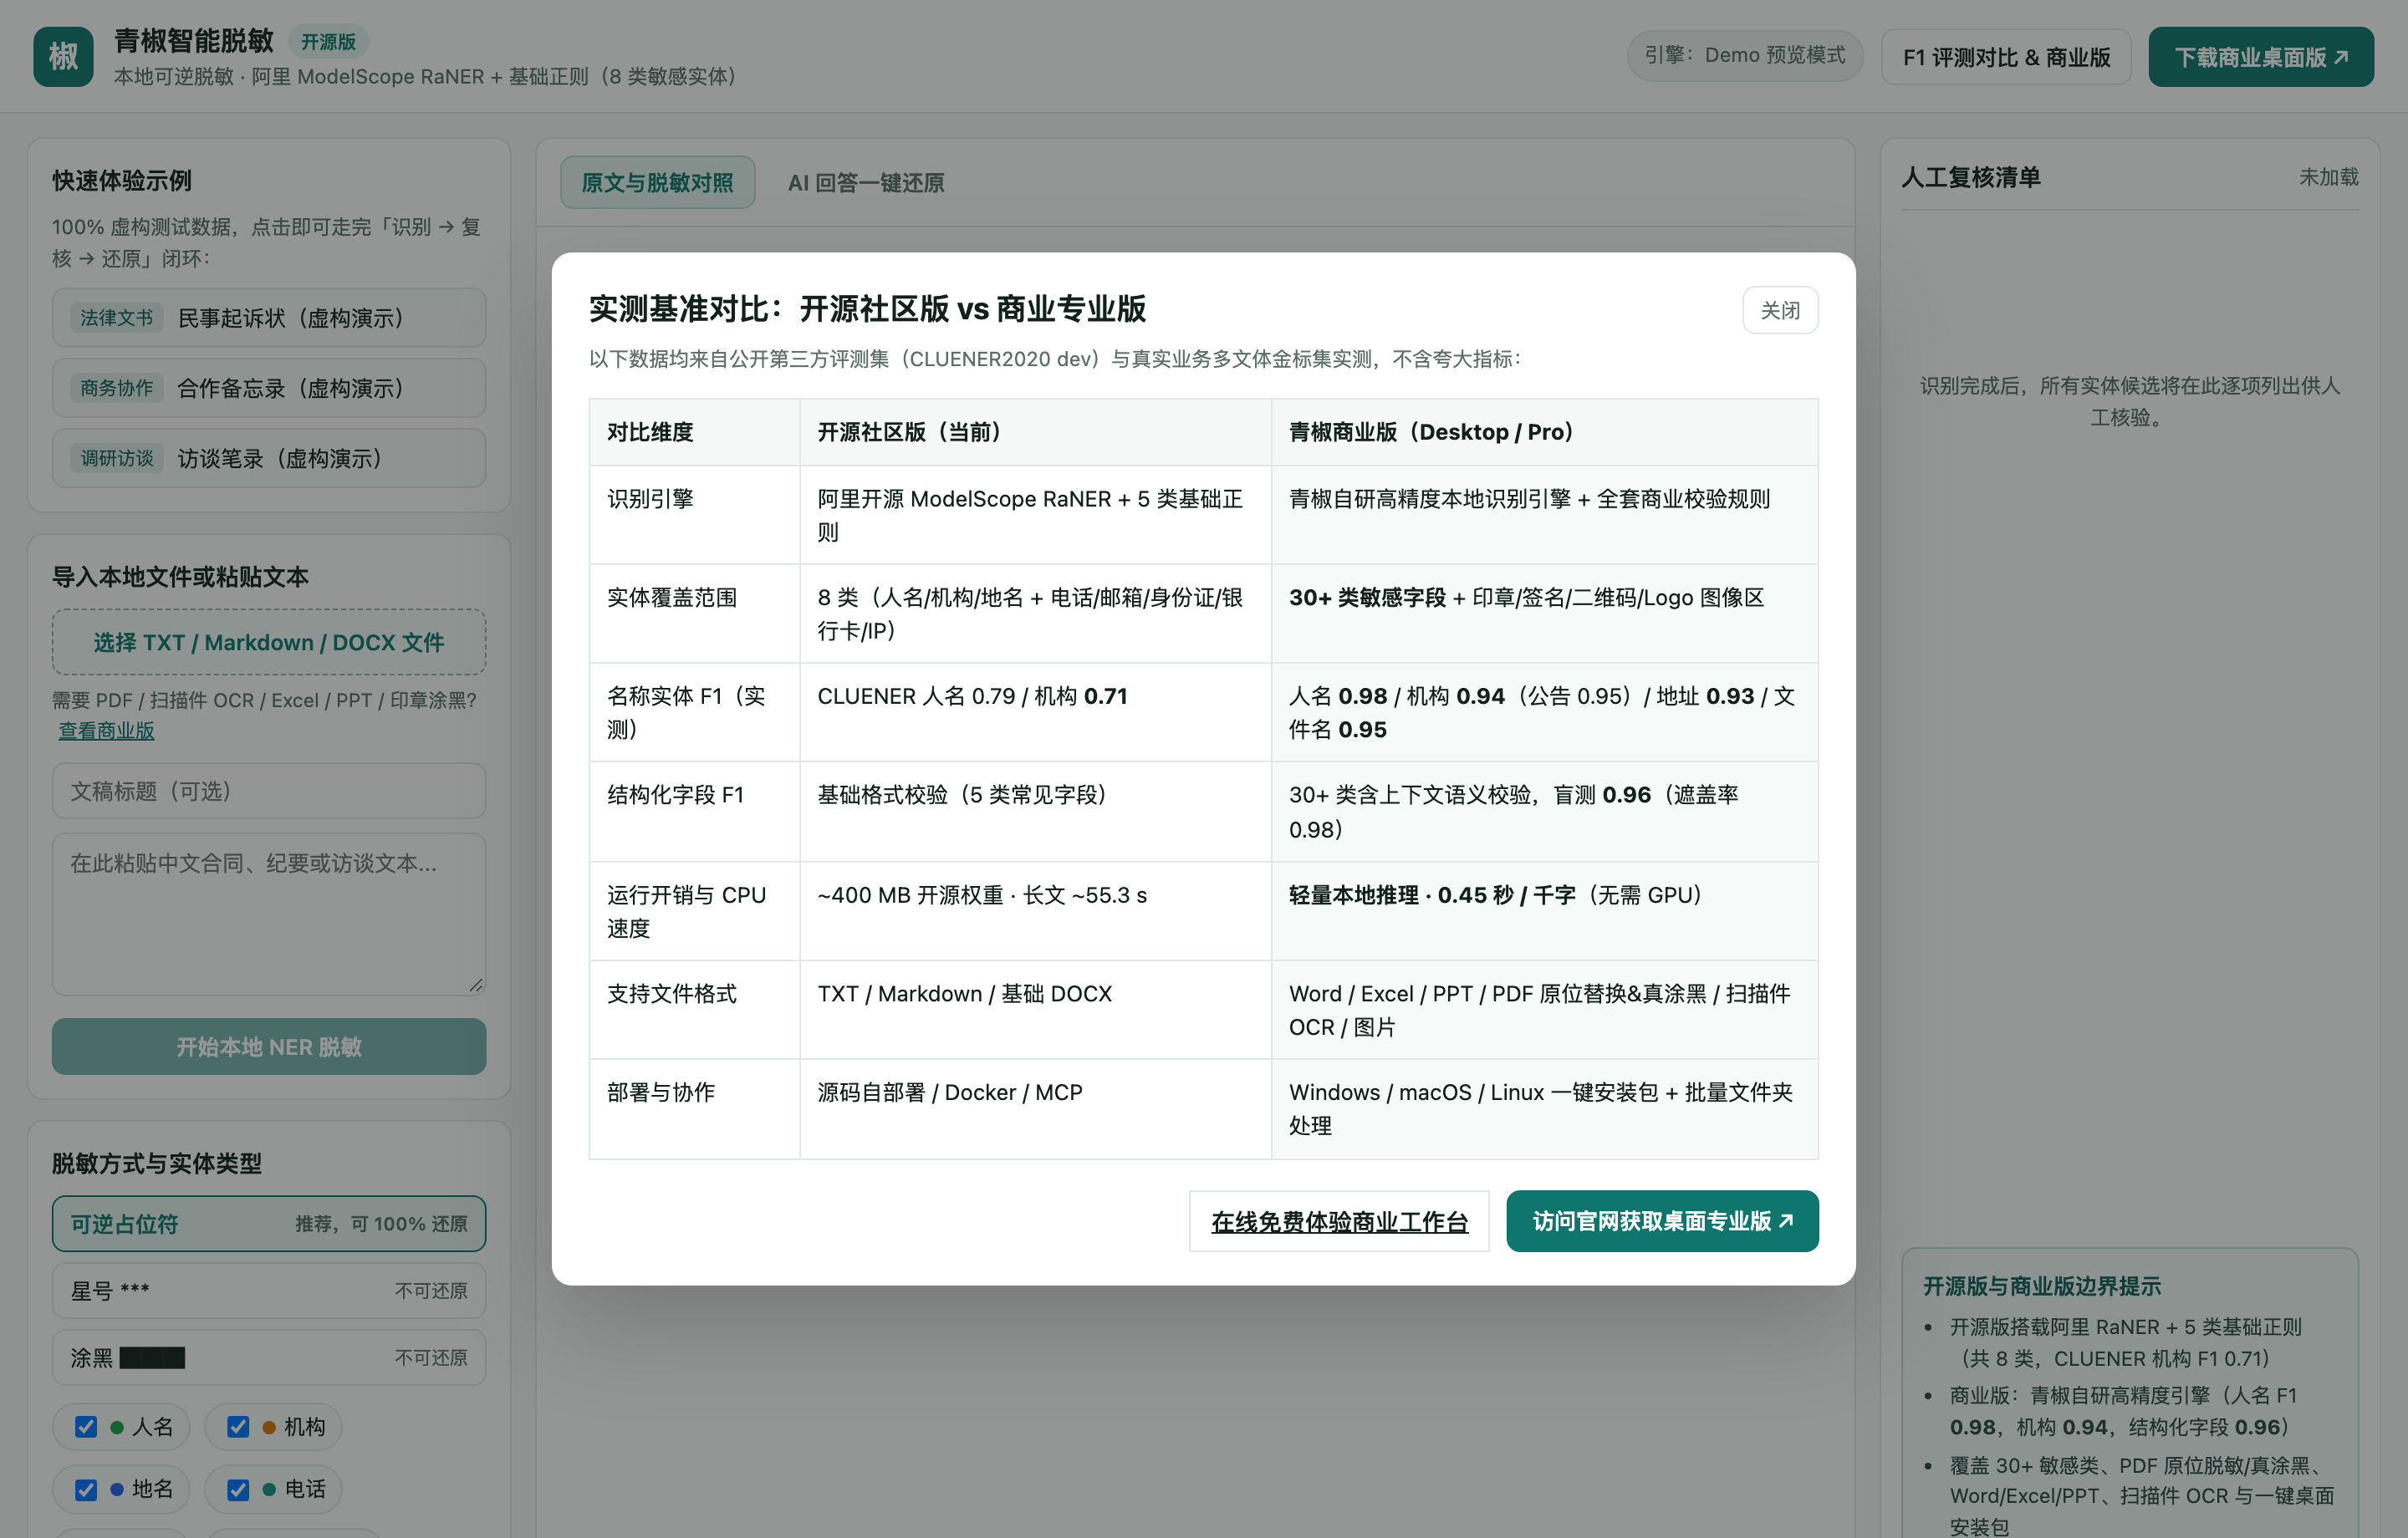 椒
青椒智能脱敏 开源版
本地可逆脱敏 · 阿里 ModelScope RaNER + 基础正则（8 类敏感实体）
引擎：Demo 预览模式
F1 评测对比 & 商业版
下载商业桌面版 ↗
快速体验示例
100% 虚构测试数据，点击即可走完「识别 → 复
核 → 还原」闭环：
法律文书 民事起诉状（虚构演示）
商务协作 合作备忘录（虚构演示）
调研访谈 访谈笔录（虚构演示）
导入本地文件或粘贴文本
选择 TXT / Markdown / DOCX 文件
需要 PDF / 扫描件 OCR / Excel / PPT / 印章涂黑？
查看商业版
文稿标题（可选）
在此粘贴中文合同、纪要或访谈文本...
开始本地 NER 脱敏
脱敏方式与实体类型
可逆占位符 推荐，可 100% 还原
星号 *** 不可还原
涂黑 █████ 不可还原
人名 机构
地名 电话
原文与脱敏对照 AI 回答一键还原
实测基准对比：开源社区版 vs 商业专业版
关闭
以下数据均来自公开第三方评测集（CLUENER2020 dev）与真实业务多文体金标集实测，不含夸大指标：
对比维度 开源社区版（当前） 青椒商业版（Desktop / Pro）
识别引擎
阿里开源 ModelScope RaNER + 5 类基础正
则
青椒自研高精度本地识别引擎 + 全套商业校验规则
实体覆盖范围
8 类（人名/机构/地名 + 电话/邮箱/身份证/银
行卡/IP）
30+ 类敏感字段 + 印章/签名/二维码/Logo 图像区
名称实体 F1（实
测）
CLUENER 人名 0.79 / 机构 0.71
人名 0.98 / 机构 0.94（公告 0.95）/ 地址 0.93 / 文
件名 0.95
结构化字段 F1
基础格式校验（5 类常见字段）
30+ 类含上下文语义校验，盲测 0.96（遮盖率
0.98）
运行开销与 CPU
速度
~400 MB 开源权重 · 长文 ~55.3 s
轻量本地推理 · 0.45 秒 / 千字（无需 GPU）
支持文件格式
TXT / Markdown / 基础 DOCX
Word / Excel / PPT / PDF 原位替换&真涂黑 / 扫描件
OCR / 图片
部署与协作
源码自部署 / Docker / MCP
Windows / macOS / Linux 一键安装包 + 批量文件夹
处理
在线免费体验商业工作台
访问官网获取桌面专业版 ↗
人工复核清单 未加载
识别完成后，所有实体候选将在此逐项列出供人
工核验。
开源版与商业版边界提示
• 开源版搭载阿里 RaNER + 5 类基础正则
（共 8 类，CLUENER 机构 F1 0.71）
• 商业版：青椒自研高精度引擎（人名 F1
0.98，机构 0.94，结构化字段 0.96）
• 覆盖 30+ 敏感类、PDF 原位脱敏/真涂黑、
Word/Excel/PPT、扫描件 OCR 与一键桌面
安装包